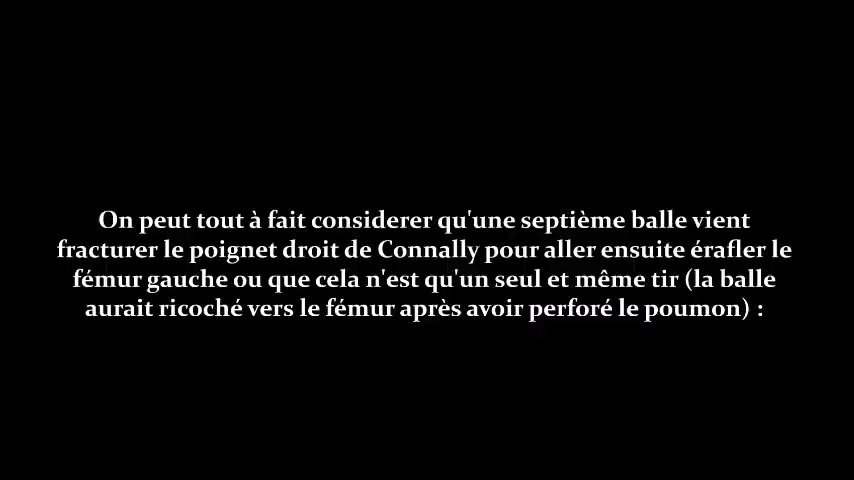 On peut tout à fait considerer qu'une septième balle vient
fracturer le poignet droit de Connally pour aller ensuite érafler le
fémur gauche ou que cela n'est qu'un seul et même tir (la balle
aurait ricoché vers le fémur après avoir perforé le poumon) :